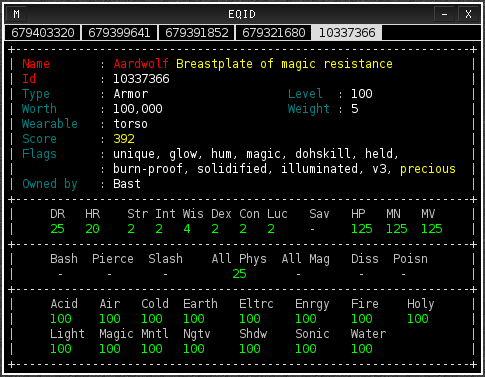 M EQID – X
679403320 679399641 679391852 679321680 10337366
Name : Aardwolf Breastplate of magic resistance
Id : 10337366
Type : Armor Level : 100
Worth : 100,000 Weight : 5
Wearable : torso
Score : 392
Flags : unique, glow, hum, magic, dohskill, held,
: burn-proof, solidified, illuminated, v3, precious
Owned by : Bast
DR HR Str Int Wis Dex Con Luc Sav HP MN MV
25 20 2 2 4 2 2 2 - 125 125 125
Bash Pierce Slash All Phys All Mag Diss Poisn
- - - 25 - - -
Acid Air Cold Earth Eltrc Enrgy Fire Holy
100 100 100 100 100 100 100 100
Light Magic Mntl Ngtv Shdw Sonic Water
100 100 100 100 100 100 100